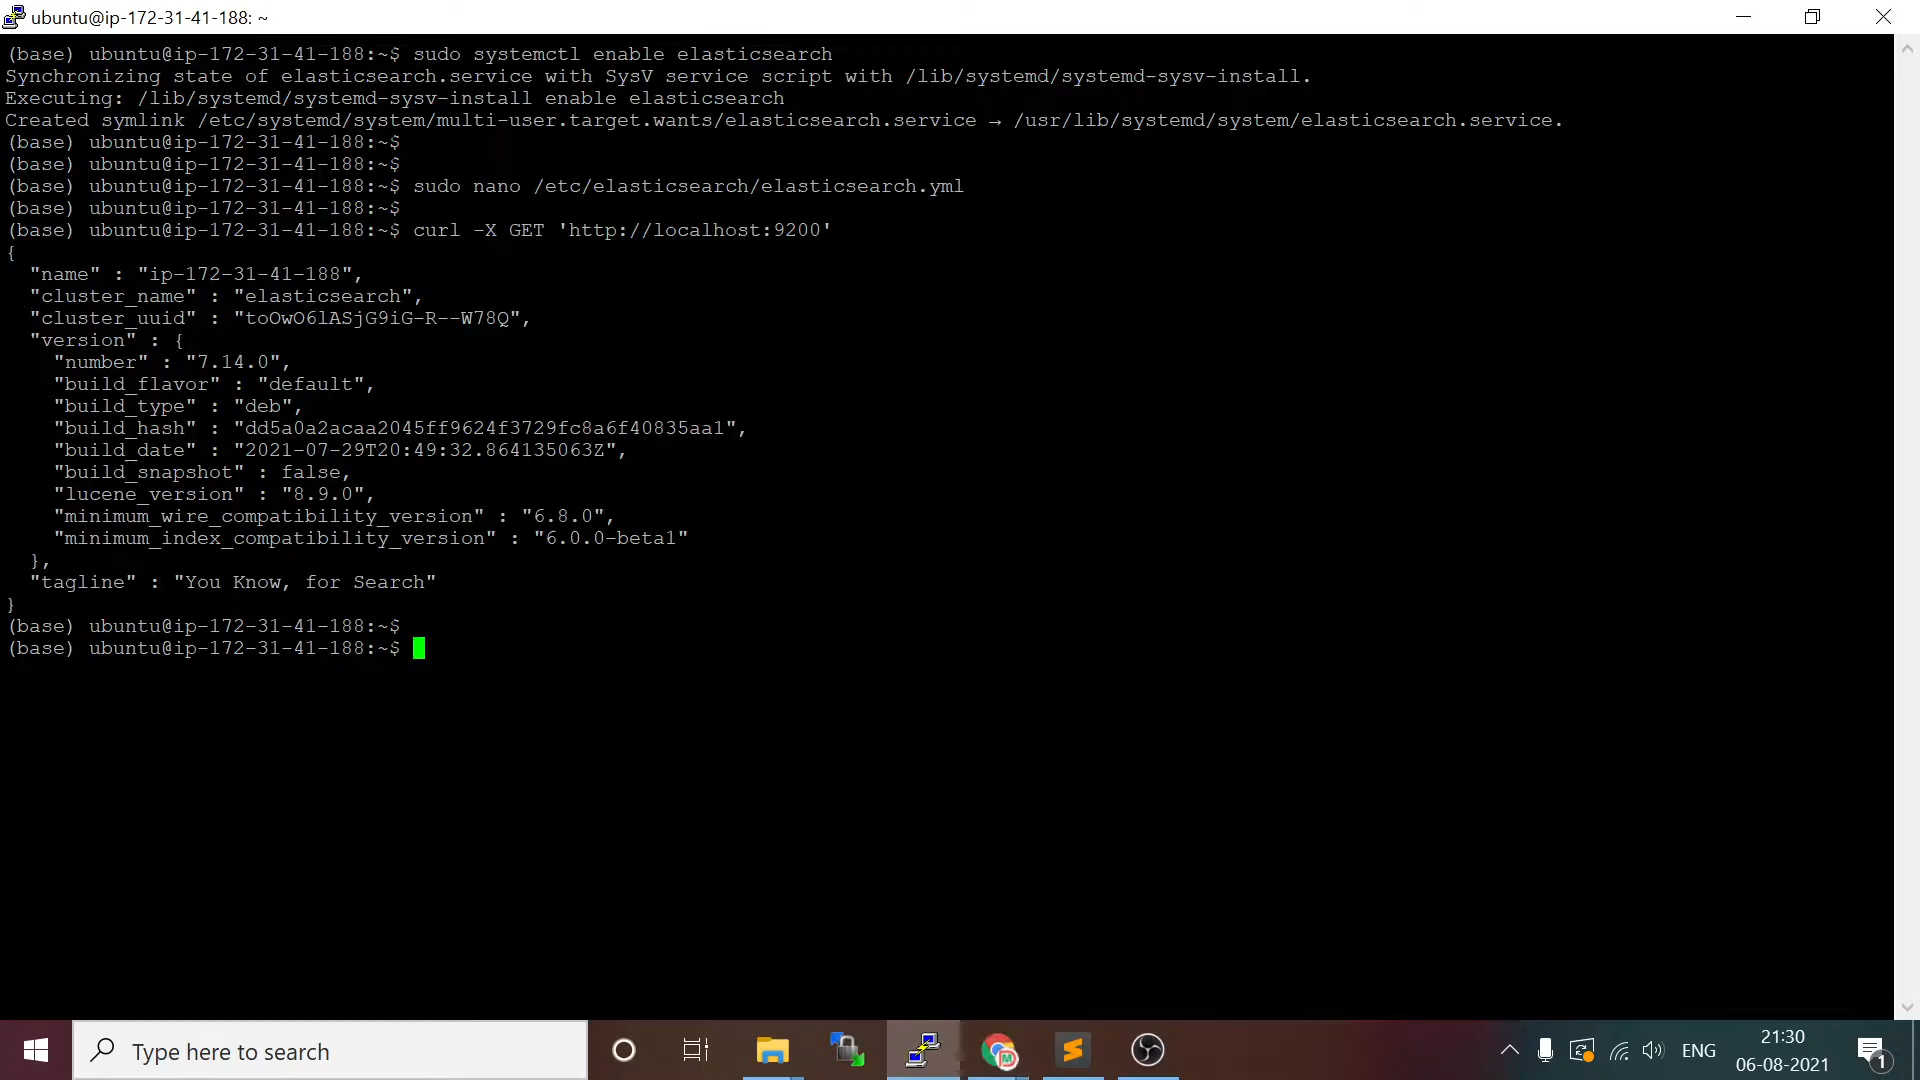 ubuntu@ip-172-31-41-188: ~
(base) ubuntu@ip-172-31-41-188:~$ sudo systemctl enable elasticsearch
Synchronizing state of elasticsearch.service with SysV service script with /lib/systemd/systemd-sysv-install.
Executing: /lib/systemd/systemd-sysv-install enable elasticsearch
Created symlink /etc/systemd/system/multi-user.target.wants/elasticsearch.service → /usr/lib/systemd/system/elasticsearch.service.
(base) ubuntu@ip-172-31-41-188:~$
(base) ubuntu@ip-172-31-41-188:~$
(base) ubuntu@ip-172-31-41-188:~$ sudo nano /etc/elasticsearch/elasticsearch.yml
(base) ubuntu@ip-172-31-41-188:~$
(base) ubuntu@ip-172-31-41-188:~$ curl -X GET 'http://localhost:9200'
{
  "name" : "ip-172-31-41-188",
  "cluster_name" : "elasticsearch",
  "cluster_uuid" : "toOwO6lASjG9iG-R--W78Q",
  "version" : {
    "number" : "7.14.0",
    "build_flavor" : "default",
    "build_type" : "deb",
    "build_hash" : "dd5a0a2acaa2045ff9624f3729fc8a6f40835aa1",
    "build_date" : "2021-07-29T20:49:32.864135063Z",
    "build_snapshot" : false,
    "lucene_version" : "8.9.0",
    "minimum_wire_compatibility_version" : "6.8.0",
    "minimum_index_compatibility_version" : "6.0.0-beta1"
  },
  "tagline" : "You Know, for Search"
}
(base) ubuntu@ip-172-31-41-188:~$
(base) ubuntu@ip-172-31-41-188:~$
Type here to search
ENG
21:30
06-08-2021
1